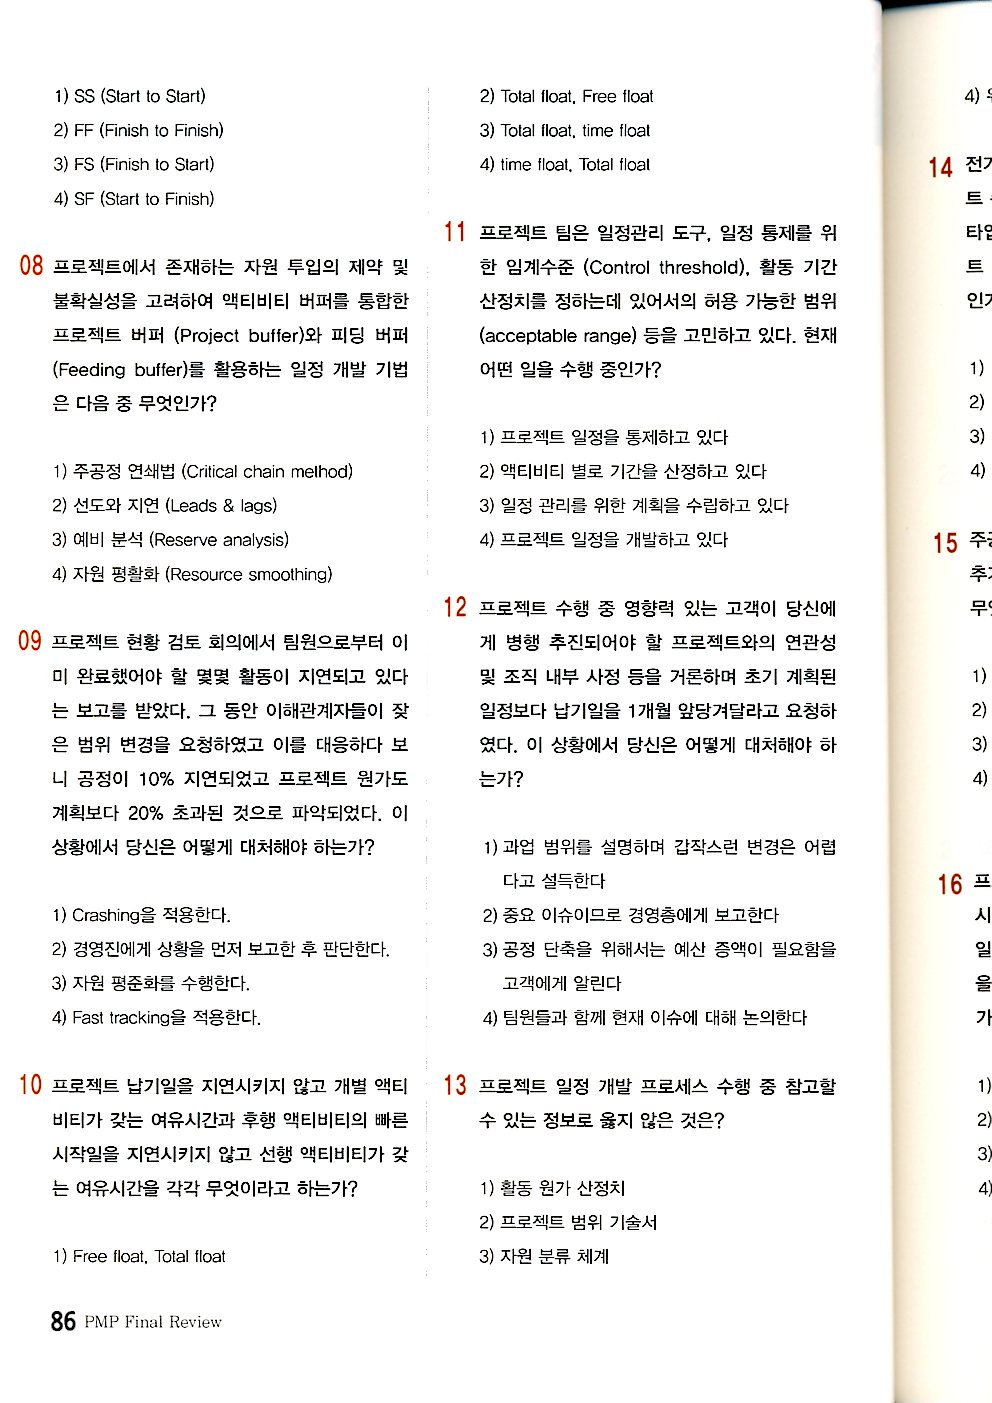 1) SS (Start to Start)
2) FF (Finish to Finish)
3) FS (Finish to Start)
4) SF (Start to Finish)
08 프로젝트에서 존재하는 자원 투입의 제약 및
불확실성을 고려하여 액티비티 버퍼를 통합한
프로젝트 버퍼 (Project buffer)와 피딩 버퍼
(Feeding buffer)를 활용하는 일정 개발 기법
은 다음 중 무엇인가?
1) 주공정 연쇄법 (Critical chain method)
2) 선도와 지연 (Leads & lags)
3) 예비 분석 (Reserve analysis)
4) 자원 평활화 (Resource smoothing)
09 프로젝트 현황 검토 회의에서 팀원으로부터 이
미 완료했어야 할 몇몇 활동이 지연되고 있다
는 보고를 받았다. 그 동안 이해관계자들이 잦
은 범위 변경을 요청하였고 이를 대응하다 보
니 공정이 10% 지연되었고 프로젝트 원가도
계획보다 20% 초과된 것으로 파악되었다. 이
상황에서 당신은 어떻게 대처해야 하는가?
1) Crashing을 적용한다.
2) 경영진에게 상황을 먼저 보고한 후 판단한다.
3) 자원 평준화를 수행한다.
4) Fast tracking을 적용한다.
10 프로젝트 납기일을 지연시키지 않고 개별 액티
비티가 갖는 여유시간과 후행 액티비티의 빠른
시작일을 지연시키지 않고 선행 액티비티가 갖
는 여유시간을 각각 무엇이라고 하는가?
1) Free float, Total float
2) Total float, Free float
3) Total float, time float
4) time float, Total float
11 프로젝트 팀은 일정관리 도구, 일정 통제를 위
한 임계수준 (Control threshold), 활동 기간
산정치를 정하는데 있어서의 허용 가능한 범위
(acceptable range) 등을 고민하고 있다. 현재
어떤 일을 수행 중인가?
1) 프로젝트 일정을 통제하고 있다
2) 액티비티 별로 기간을 산정하고 있다
3) 일정 관리를 위한 계획을 수립하고 있다
4) 프로젝트 일정을 개발하고 있다
12 프로젝트 수행 중 영향력 있는 고객이 당신에
게 병행 추진되어야 할 프로젝트와의 연관성
및 조직 내부 사정 등을 거론하며 초기 계획된
일정보다 납기일을 1개월 앞당겨달라고 요청하
였다. 이 상황에서 당신은 어떻게 대처해야 하
는가?
1) 과업 범위를 설명하며 갑작스런 변경은 어렵
다고 설득한다
2) 중요 이슈이므로 경영층에게 보고한다
3) 공정 단축을 위해서는 예산 증액이 필요함을
고객에게 알린다
4) 팀원들과 함께 현재 이슈에 대해 논의한다
13 프로젝트 일정 개발 프로세스 수행 중 참고할
수 있는 정보로 옳지 않은 것은?
1) 활동 원가 산정치
2) 프로젝트 범위 기술서
3) 자원 분류 체계
86 PMP Final Review
4)
14 전기
트
타입
트
인가
1)
2)
3)
4)
15 주공
추가
무엇
1)
2)
3)
4)
16 프
시
일
을
가
1)
2)
3)
4)